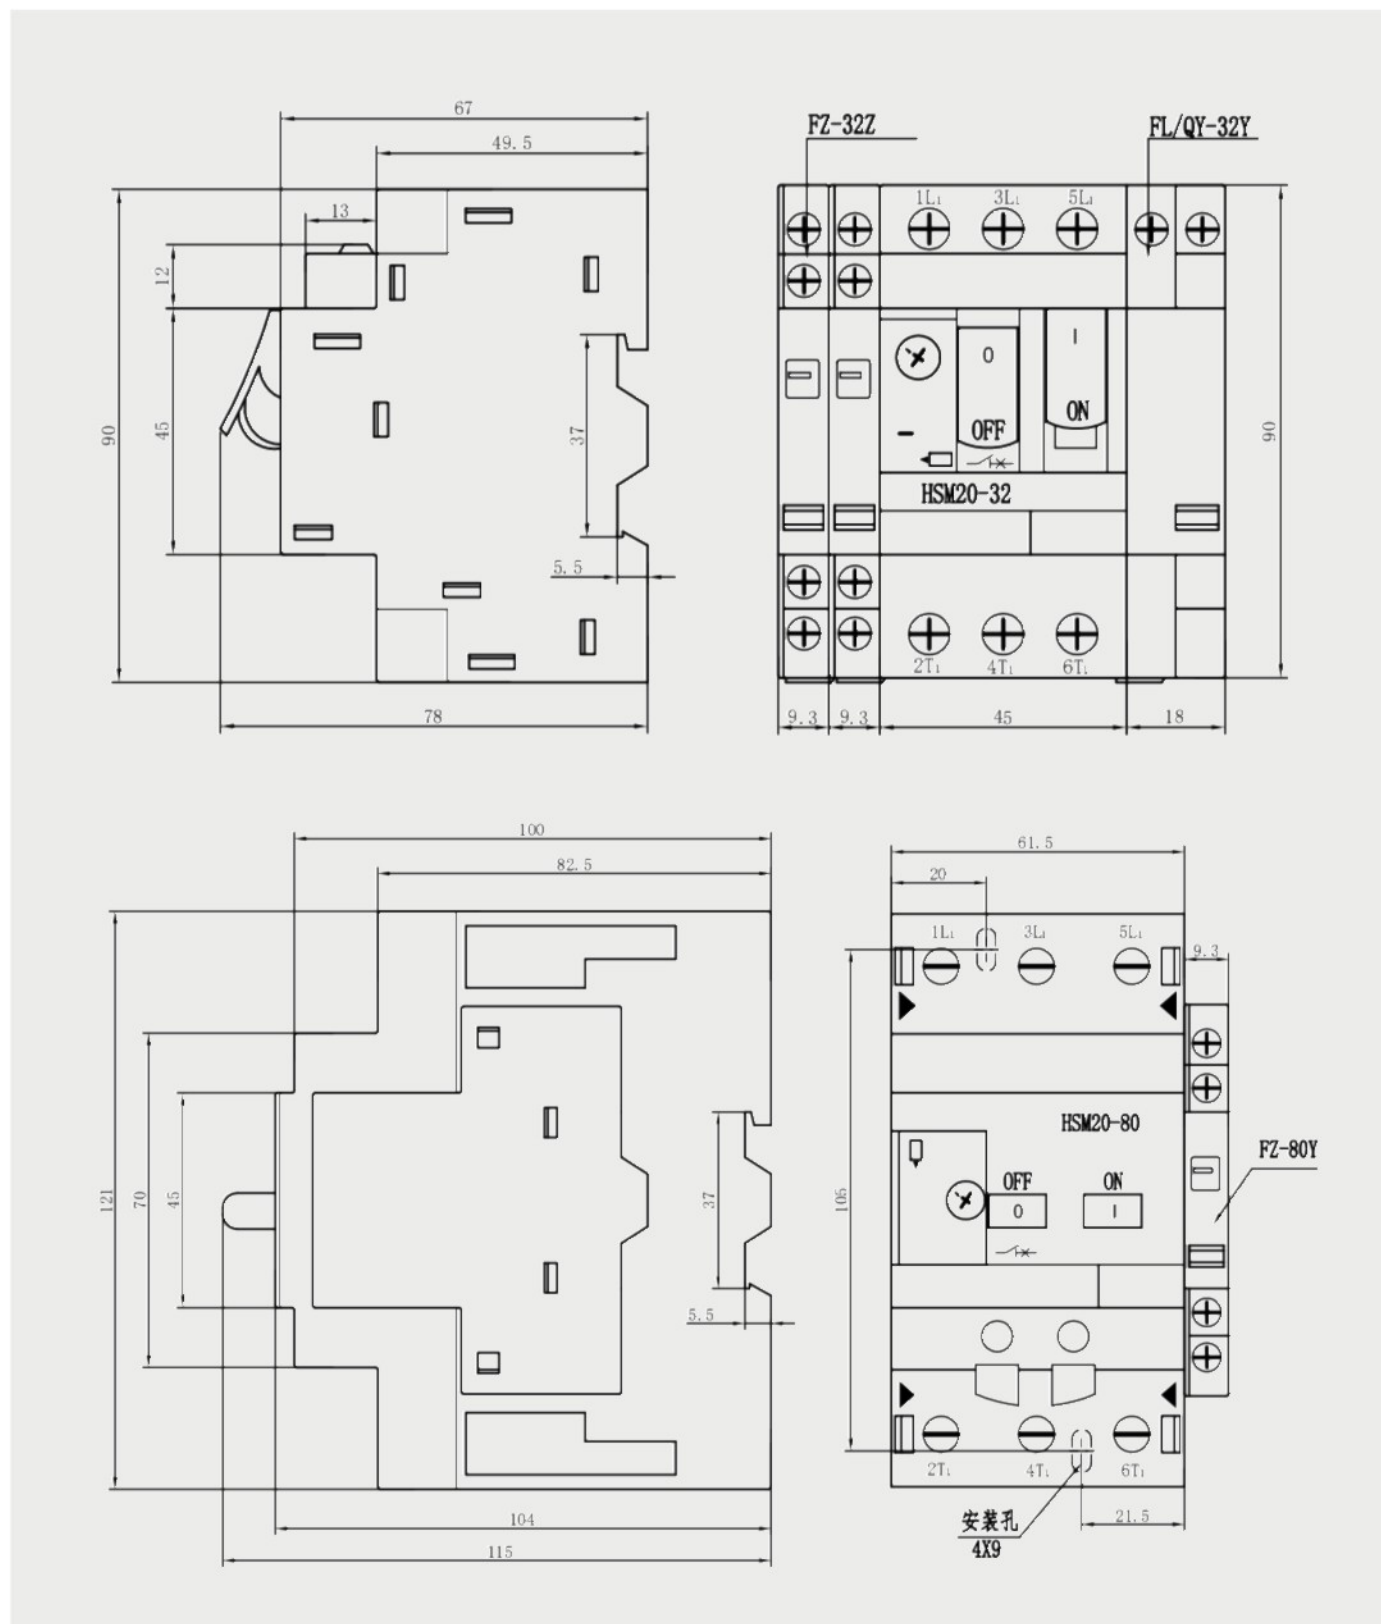 67
49.5
13
12
90
45
37
5.5
78
FZ-32Z
FL/QY-32Y
1L₁ 3L₁ 5L₁
0
OFF
I
ON
HSM20-32
90
2T₁ 4T₁ 6T₁
9.3 9.3 45 18
100
82.5
121
70
45
37
5.5
104
115
61.5
20
1L₁ 3L₁ 5L₁
9.3
HSM20-80
FZ-80Y
OFF ON
0 I
105
2T₁ 4T₁ 6T₁
21.5
安装孔
4X9